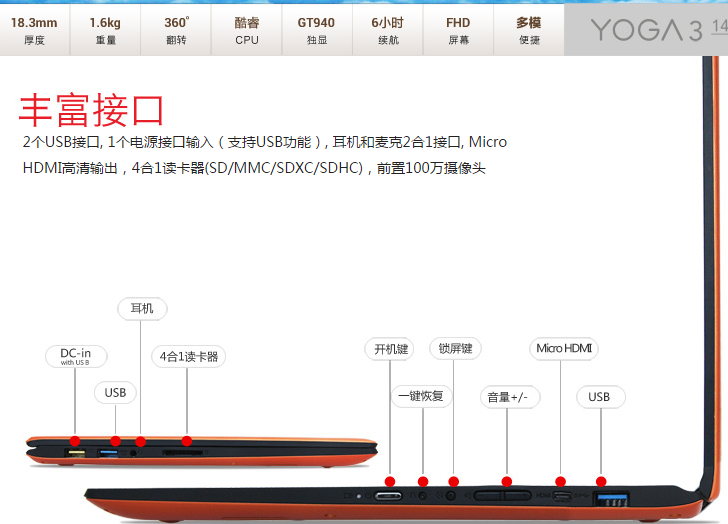 18.3mm 1.6kg 360° 酷睿 GT940 6小时 FHD 多模
厚度 重量 翻转 CPU 独显 续航 屏幕 便捷
YOGA 3 14
丰富接口
2个USB接口, 1个电源接口输入（支持USB功能）, 耳机和麦克2合1接口, Micro
HDMI高清输出，4合1读卡器(SD/MMC/SDXC/SDHC)，前置100万摄像头
耳机
DC-in
with USB
4合1读卡器
USB
开机键
锁屏键
Micro HDMI
一键恢复
音量+/-
USB
HDMI